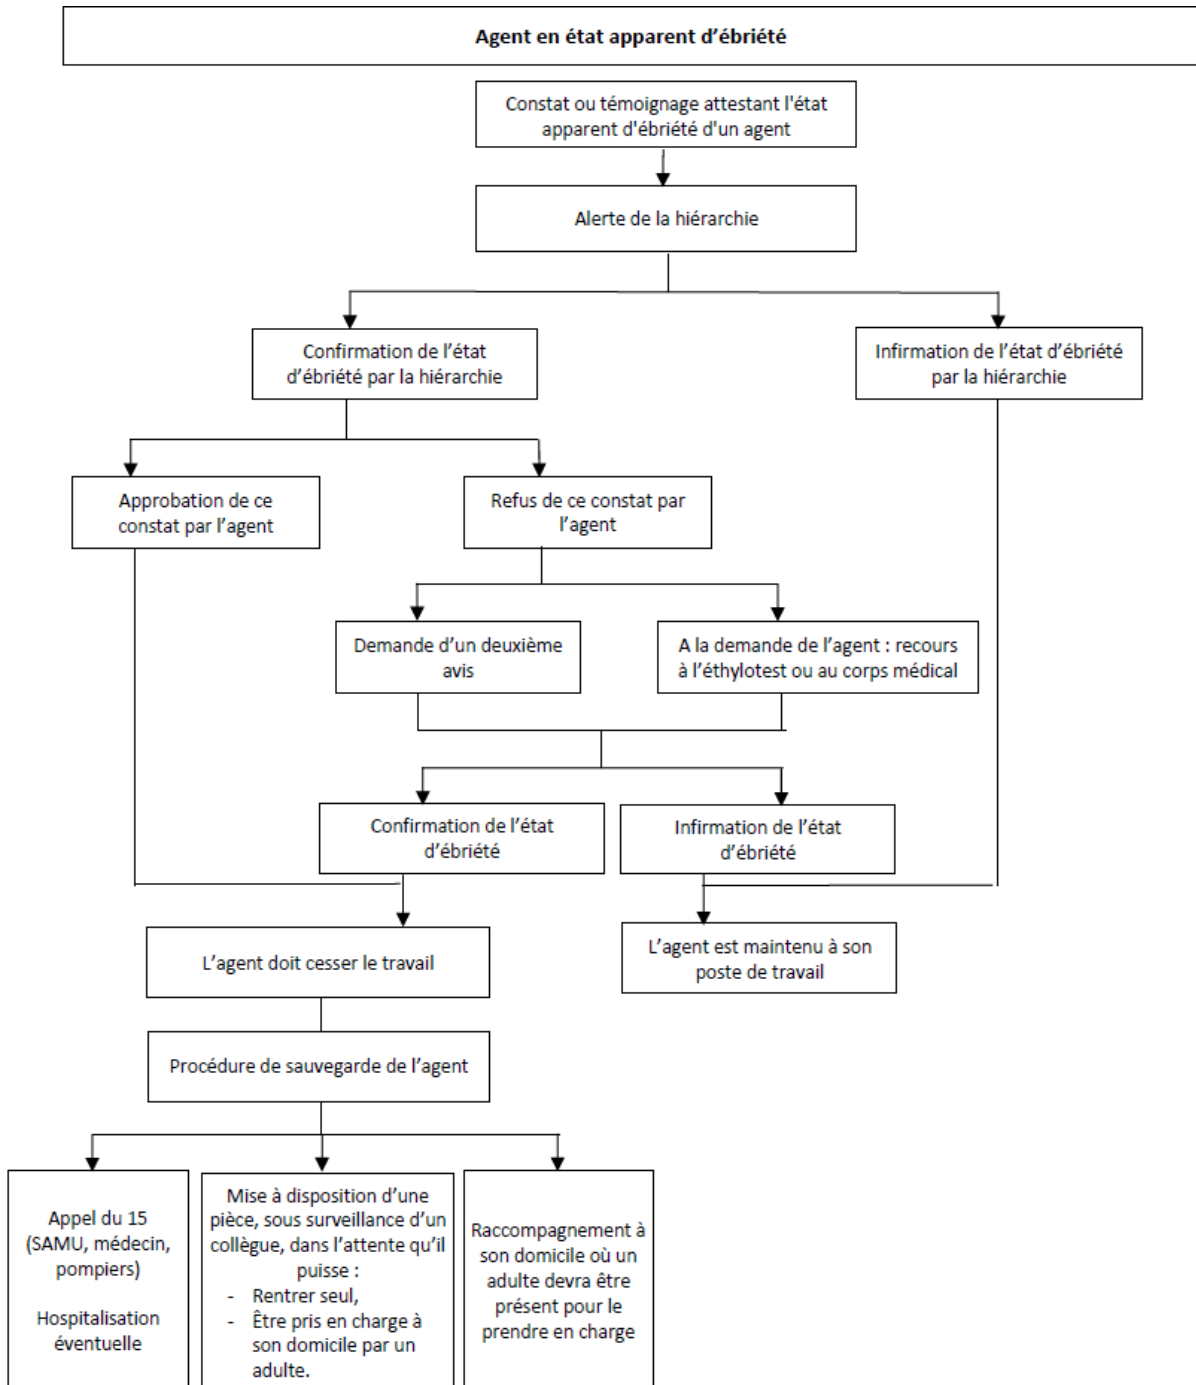 Agent en état apparent d’ébriété
Constat ou témoignage attestant l'état
apparent d'ébriété d'un agent
Alerte de la hiérarchie
Confirmation de l’état
d’ébriété par la hiérarchie
Infirmation de l’état d’ébriété
par la hiérarchie
Approbation de ce
constat par l’agent
Refus de ce constat par
l’agent
Demande d’un deuxième
avis
A la demande de l’agent : recours
à l’éthylotest ou au corps médical
Confirmation de l’état
d’ébriété
Infirmation de l’état
d’ébriété
L’agent doit cesser le travail
L’agent est maintenu à son
poste de travail
Procédure de sauvegarde de l’agent
Appel du 15
(SAMU, médecin,
pompiers)
Hospitalisation
éventuelle
Mise à disposition d’une
pièce, sous surveillance d’un
collègue, dans l’attente qu’il
puisse :
- Rentrer seul,
- Être pris en charge à
son domicile par un
adulte.
Raccompagnement à
son domicile où un
adulte devra être
présent pour le
prendre en charge